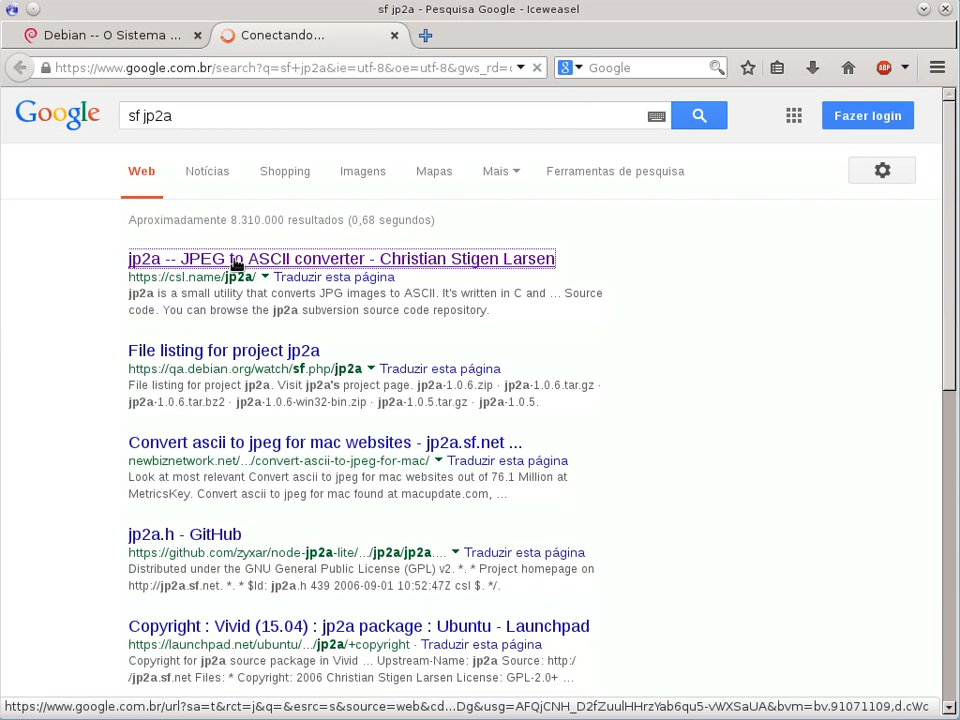 sf jp2a - Pesquisa Google - Iceweasel
Debian -- O Sistema ...
Conectando...
https://www.google.com.br/search?q=sf+jp2a&ie=utf-8&oe=utf-8&gws_rd=
Google
ABP
Google
sf jp2a
Fazer login
Web Notícias Shopping Imagens Mapas Mais Ferramentas de pesquisa
Aproximadamente 8.310.000 resultados (0,68 segundos)
jp2a -- JPEG to ASCII converter - Christian Stigen Larsen
https://csl.name/jp2a/ Traduzir esta página
jp2a is a small utility that converts JPG images to ASCII. It's written in C and ... Source
code. You can browse the jp2a subversion source code repository.
File listing for project jp2a
https://qa.debian.org/watch/sf.php/jp2a Traduzir esta página
File listing for project jp2a. Visit jp2a's project page. jp2a-1.0.6.zip · jp2a-1.0.6.tar.gz ·
jp2a-1.0.6.tar.bz2 · jp2a-1.0.6-win32-bin.zip · jp2a-1.0.5.tar.gz · jp2a-1.0.5.
Convert ascii to jpeg for mac websites - jp2a.sf.net ...
newbiznetwork.net/.../convert-ascii-to-jpeg-for-mac/ Traduzir esta página
Look at most relevant Convert ascii to jpeg for mac websites out of 76.1 Million at
MetricsKey. Convert ascii to jpeg for mac found at macupdate.com, ...
jp2a.h - GitHub
https://github.com/zyxar/node-jp2a-lite/.../jp2a/jp2a.... Traduzir esta página
Distributed under the GNU General Public License (GPL) v2. *. * Project homepage on
http://jp2a.sf.net. *. * $Id: jp2a.h 439 2006-09-01 10:52:47Z csl $. */.
Copyright : Vivid (15.04) : jp2a package : Ubuntu - Launchpad
https://launchpad.net/ubuntu/.../jp2a/+copyright · Traduzir esta página
Copyright for jp2a source package in Vivid ... Upstream-Name: jp2a Source: http:/
/jp2a.sf.net Files: * Copyright: 2006 Christian Stigen Larsen License: GPL-2.0+ ...
https://www.google.com.br/url?sa=t&rct=j&q=&esrc=s&source=web&cd...Dg&usg=AFQjCNH_D2fZuulHHrzYab6qu5-vWXSaUA&bvm=bv.91071109,d.cWc